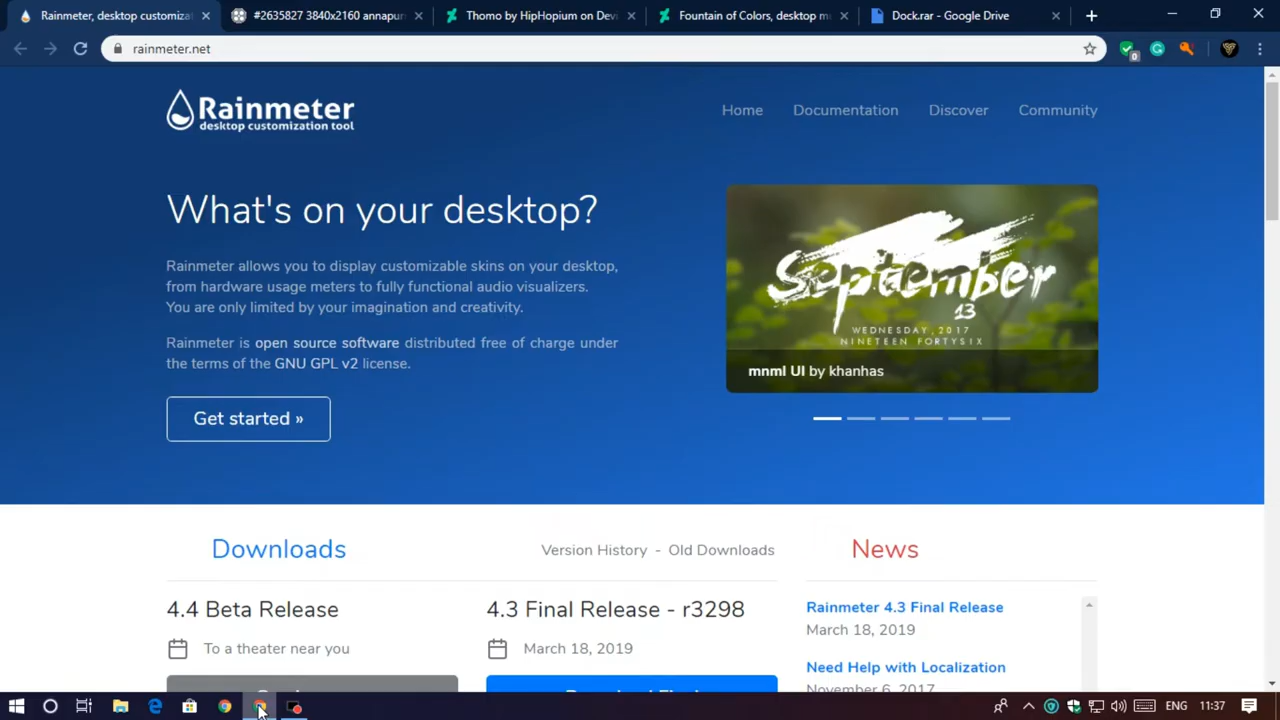 Rainmeter, desktop customizat
#2635827 3840x2160 annapurn
Thomo by HipHopium on Dev
Fountain of Colors, desktop mu
Dock.rar - Google Drive
rainmeter.net
0
Rainmeter
desktop customization tool
Home
Documentation
Discover
Community
What's on your desktop?
Rainmeter allows you to display customizable skins on your desktop,
from hardware usage meters to fully functional audio visualizers.
You are only limited by your imagination and creativity.
Rainmeter is open source software distributed free of charge under
the terms of the GNU GPL v2 license.
Get started »
September
13
WEDNESDAY, 2017
NINETEEN FORTYSIX
mnml UI by khanhas
Downloads
Version History - Old Downloads
News
4.4 Beta Release
To a theater near you
4.3 Final Release - r3298
March 18, 2019
Rainmeter 4.3 Final Release
March 18, 2019
Need Help with Localization
November 6, 2017
ENG
11:37